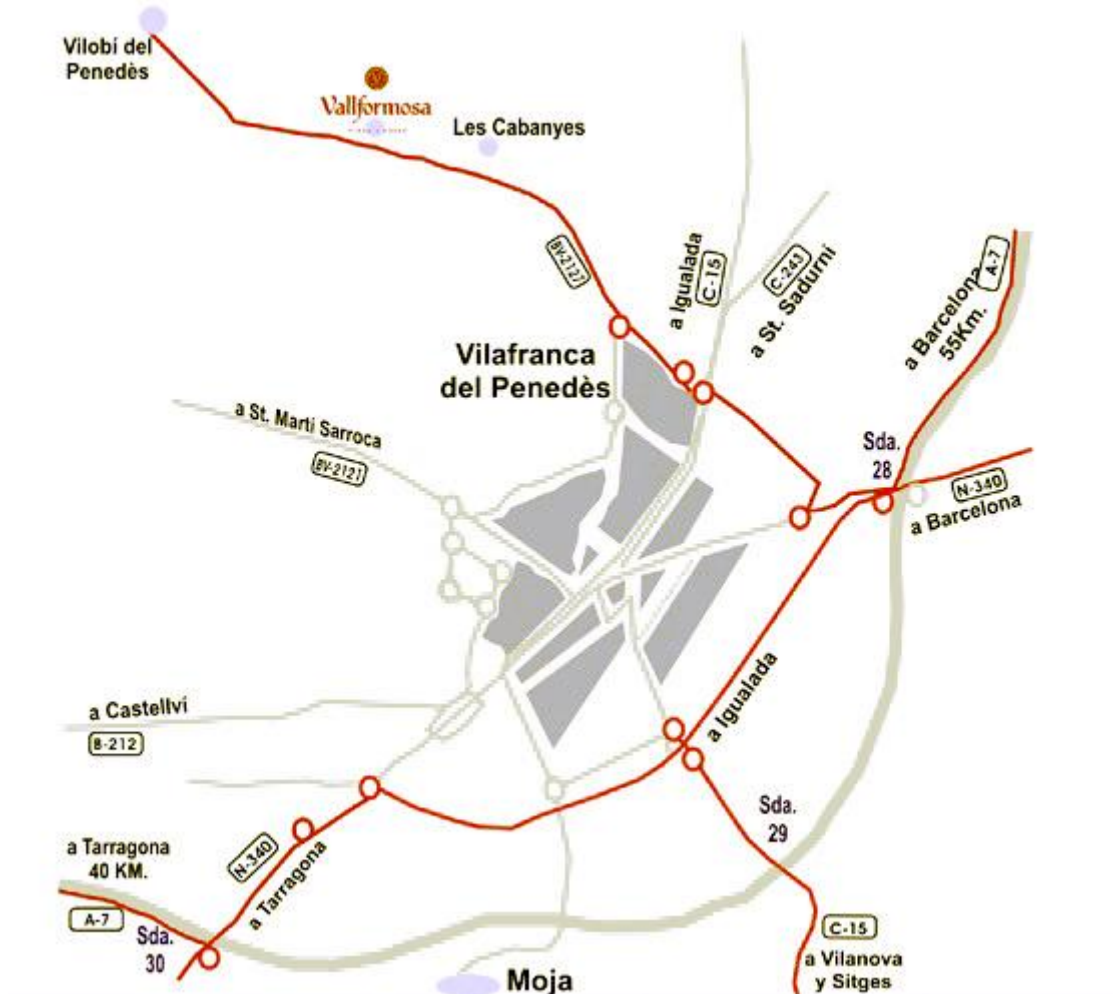 Vilobí del
Penedès
Vallformosa
Les Cabanyes
BV-2127
a Igualada
C-15
C-243
a St. Sadurni
A-7
a Barcelona
55Km.
Vilafranca
del Penedès
a St. Marti Sarroca
BV-2121
Sda.
28
N-340
a Barcelona
a Igualada
a Castellví
B-212
Sda.
29
a Tarragona
40 KM.
N-340
a Tarragona
A-7
Sda.
30
C-15
a Vilanova
y Sitges
Moja